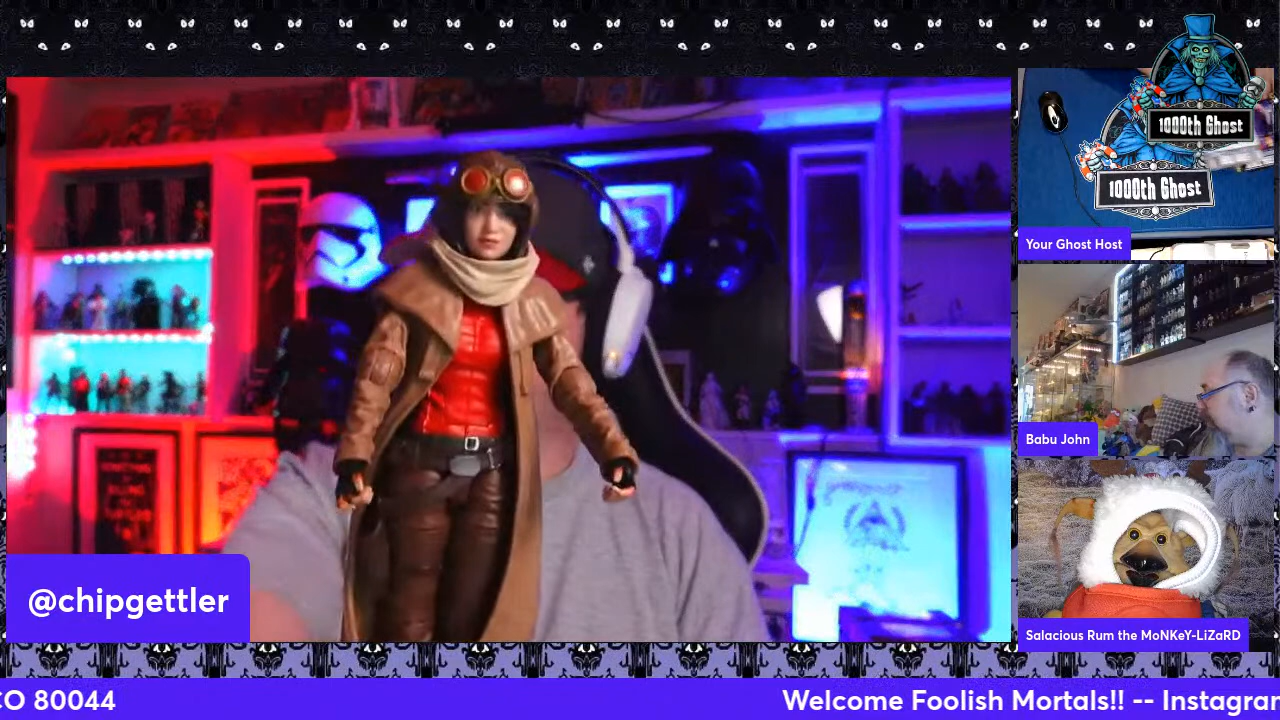 1000th Ghost
1000th Ghost
Your Ghost Host
Babu John
@chipgettler
Salacious Rum the MoNKeY-LiZaRD
CO 80044
Welcome Foolish Mortals!! -- Instagram